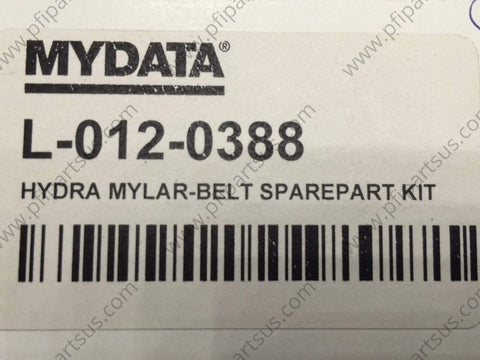 MYDATA®
L-012-0388
HYDRA MYLAR-BELT SPAREPART KIT
www.pfipartsus.com